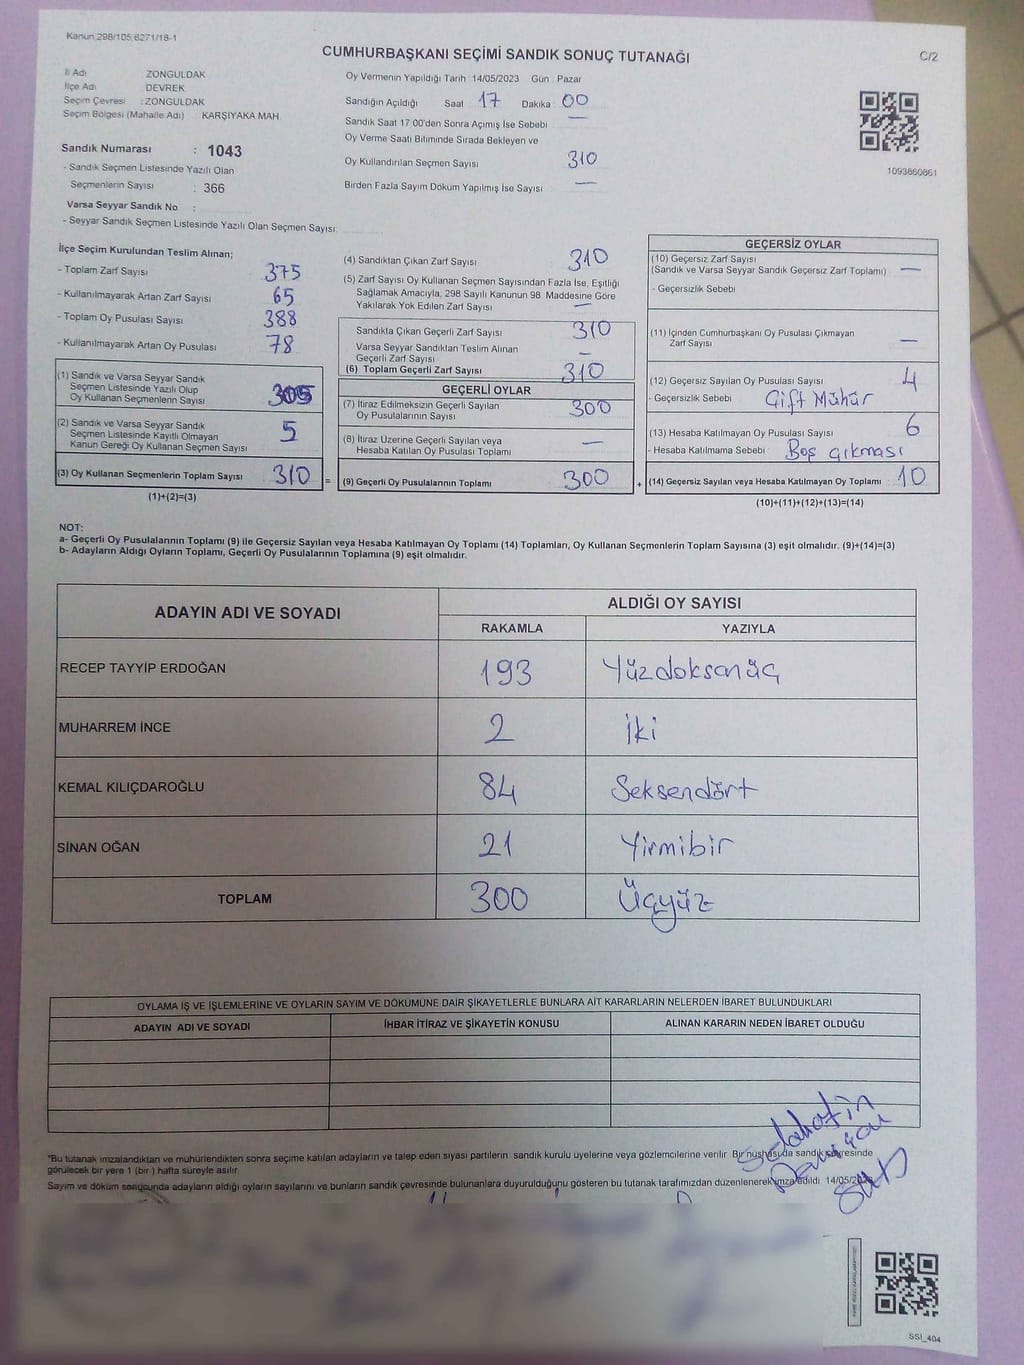 Kanun 298/105,6271/18-1
CUMHURBAŞKANI SEÇİMİ SANDIK SONUÇ TUTANAĞI
C/2
İl Adı ZONGULDAK
İlçe Adı DEVREK
Seçim Çevresi : ZONGULDAK
Seçim Bölgesi (Mahalle Adı) KARŞIYAKA MAH.
Sandık Numarası : 1043
- Sandık Seçmen Listesinde Yazılı Olan
Seçmenlerin Sayısı : 366
Varsa Seyyar Sandık No :
- Seyyar Sandık Seçmen Listesinde Yazılı Olan Seçmen Sayısı:
Oy Vermenin Yapıldığı Tarih 14/05/2023 Gün : Pazar
Sandığın Açıldığı Saat 17 Dakika 00
Sandık Saat 17 00'den Sonra Açımış İse Sebebi —
Oy Verme Saati Bitiminde Sırada Bekleyen ve
Oy Kullandırılan Seçmen Sayısı 310
Birden Fazla Sayım Döküm Yapılmış İse Sayısı —
1093860861
İlçe Seçim Kurulundan Teslim Alınan;
- Toplam Zarf Sayısı 375
- Kullanılmayarak Artan Zarf Sayısı 65
- Toplam Oy Pusulası Sayısı 388
- Kullanılmayarak Artan Oy Pusulası 78
(1) Sandık ve Varsa Seyyar Sandık
Seçmen Listesinde Yazılı Olup
Oy Kullanan Seçmenlerin Sayısı 305
(2) Sandık ve Varsa Seyyar Sandık
Seçmen Listesinde Kayıtlı Olmayan
Kanun Gereği Oy Kullanan Seçmen Sayısı 5
(3) Oy Kullanan Seçmenlerin Toplam Sayısı 310 =
(1)+(2)=(3)
(4) Sandıktan Çıkan Zarf Sayısı 310
(5) Zarf Sayısı Oy Kullanan Seçmen Sayısından Fazla İse, Eşitliği
Sağlamak Amacıyla, 298 Sayılı Kanunun 98 Maddesine Göre
Yakılarak Yok Edilen Zarf Sayısı —
Sandıkta Çıkan Geçerli Zarf Sayısı 310
Varsa Seyyar Sandıktan Teslim Alınan
Geçerli Zarf Sayısı —
(6) Toplam Geçerli Zarf Sayısı 310
GEÇERLİ OYLAR
(7) İtiraz Edilmeksizin Geçerli Sayılan
Oy Pusulalarının Sayısı 300
(8) İtiraz Üzerine Geçerli Sayılan veya
Hesaba Katılan Oy Pusulası Toplamı —
(9) Geçerli Oy Pusulalarının Toplamı 300 +
GEÇERSİZ OYLAR
(10) Geçersiz Zarf Sayısı
(Sandık ve Varsa Seyyar Sandık Geçersiz Zarf Toplamı) —
- Geçersizlik Sebebi
(11) İçinden Cumhurbaşkanı Oy Pusulası Çıkmayan
Zarf Sayısı —
(12) Geçersiz Sayılan Oy Pusulası Sayısı 4
- Geçersizlik Sebebi Çift Mühür
(13) Hesaba Katılmayan Oy Pusulası Sayısı 6
- Hesaba Katılmama Sebebi Boş çıkması
(14) Geçersiz Sayılan veya Hesaba Katılmayan Oy Toplamı 10
(10)+(11)+(12)+(13)=(14)
NOT:
a- Geçerli Oy Pusulalarının Toplamı (9) ile Geçersiz Sayılan veya Hesaba Katılmayan Oy Toplamı (14) Toplamları, Oy Kullanan Seçmenlerin Toplam Sayısına (3) eşit olmalıdır. (9)+(14)=(3)
b- Adayların Aldığı Oyların Toplamı, Geçerli Oy Pusulalarının Toplamına (9) eşit olmalıdır.
ADAYIN ADI VE SOYADI ALDIĞI OY SAYISI
RAKAMLA YAZIYLA
RECEP TAYYİP ERDOĞAN 193 Yüzdoksanüç
MUHARREM İNCE 2 İki
KEMAL KILIÇDAROĞLU 84 Seksendört
SİNAN OĞAN 21 Yirmibir
TOPLAM 300 Üçyüz
OYLAMA İŞ VE İŞLEMLERİNE VE OYLARIN SAYIM VE DÖKÜMÜNE DAİR ŞİKAYETLERLE BUNLARA AİT KARARLARIN NELERDEN İBARET BULUNDUKLARI
ADAYIN ADI VE SOYADI İHBAR İTİRAZ VE ŞİKAYETİN KONUSU ALINAN KARARIN NEDEN İBARET OLDUĞU
*Bu tutanak imzalandıktan ve mühürlendikten sonra seçime katılan adayların ve talep eden siyasi partilerin sandık kurulu üyelerine veya gözlemcilerine verilir. Bir nüshası da sandık çevresinde
görülecek bir yere 1 (bir) hafta süreyle asılır.
Sayım ve döküm sonucunda adayların aldığı oyların sayılarını ve bunların sandık çevresinde bulunanlara duyurulduğunu gösteren bu tutanak tarafımızdan düzenlenerek imza edildi. 14/05/2023
SSI_404